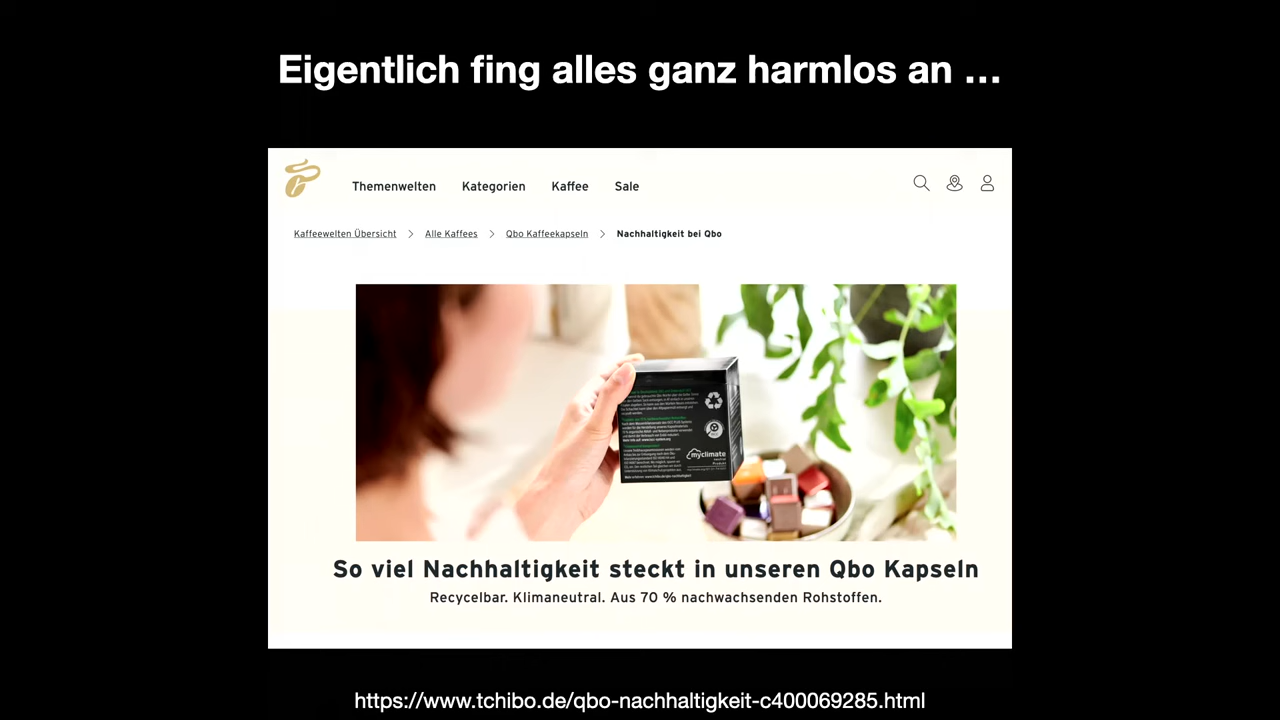 Eigentlich fing alles ganz harmlos an ...
Themenwelten Kategorien Kaffee Sale
Kaffeewelten Übersicht > Alle Kaffees > Qbo Kaffeekapseln > Nachhaltigkeit bei Qbo
myclimate
So viel Nachhaltigkeit steckt in unseren Qbo Kapseln
Recycelbar. Klimaneutral. Aus 70 % nachwachsenden Rohstoffen.
https://www.tchibo.de/qbo-nachhaltigkeit-c400069285.html